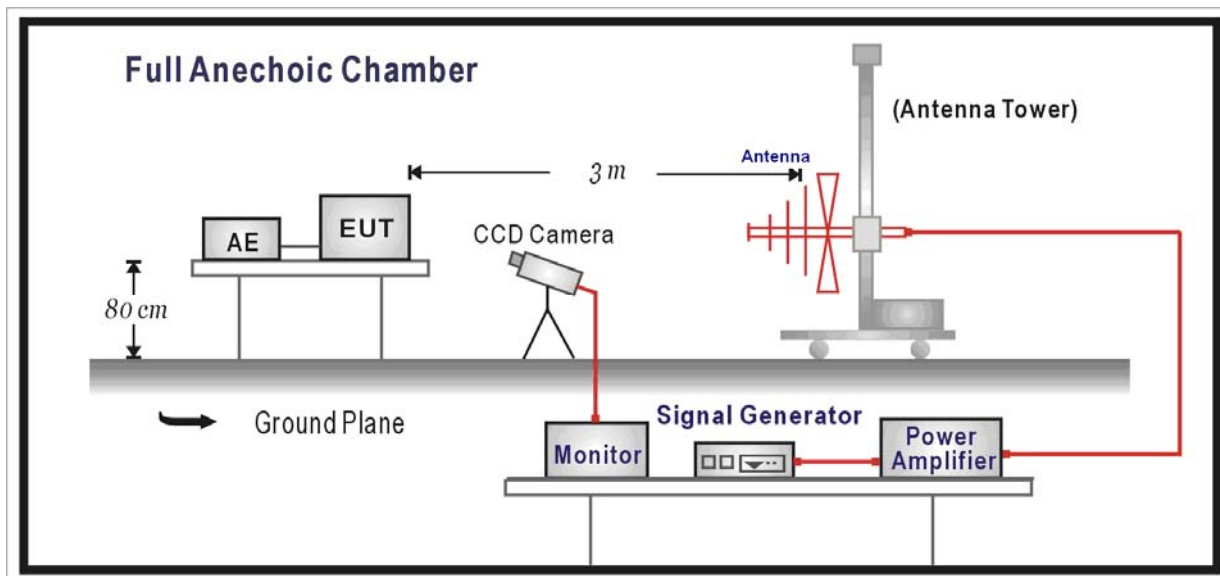 Full Anechoic Chamber
(Antenna Tower)
Antenna
3 m
AE
EUT
CCD Camera
80 cm
Ground Plane
Signal Generator
Monitor
Power
Amplifier